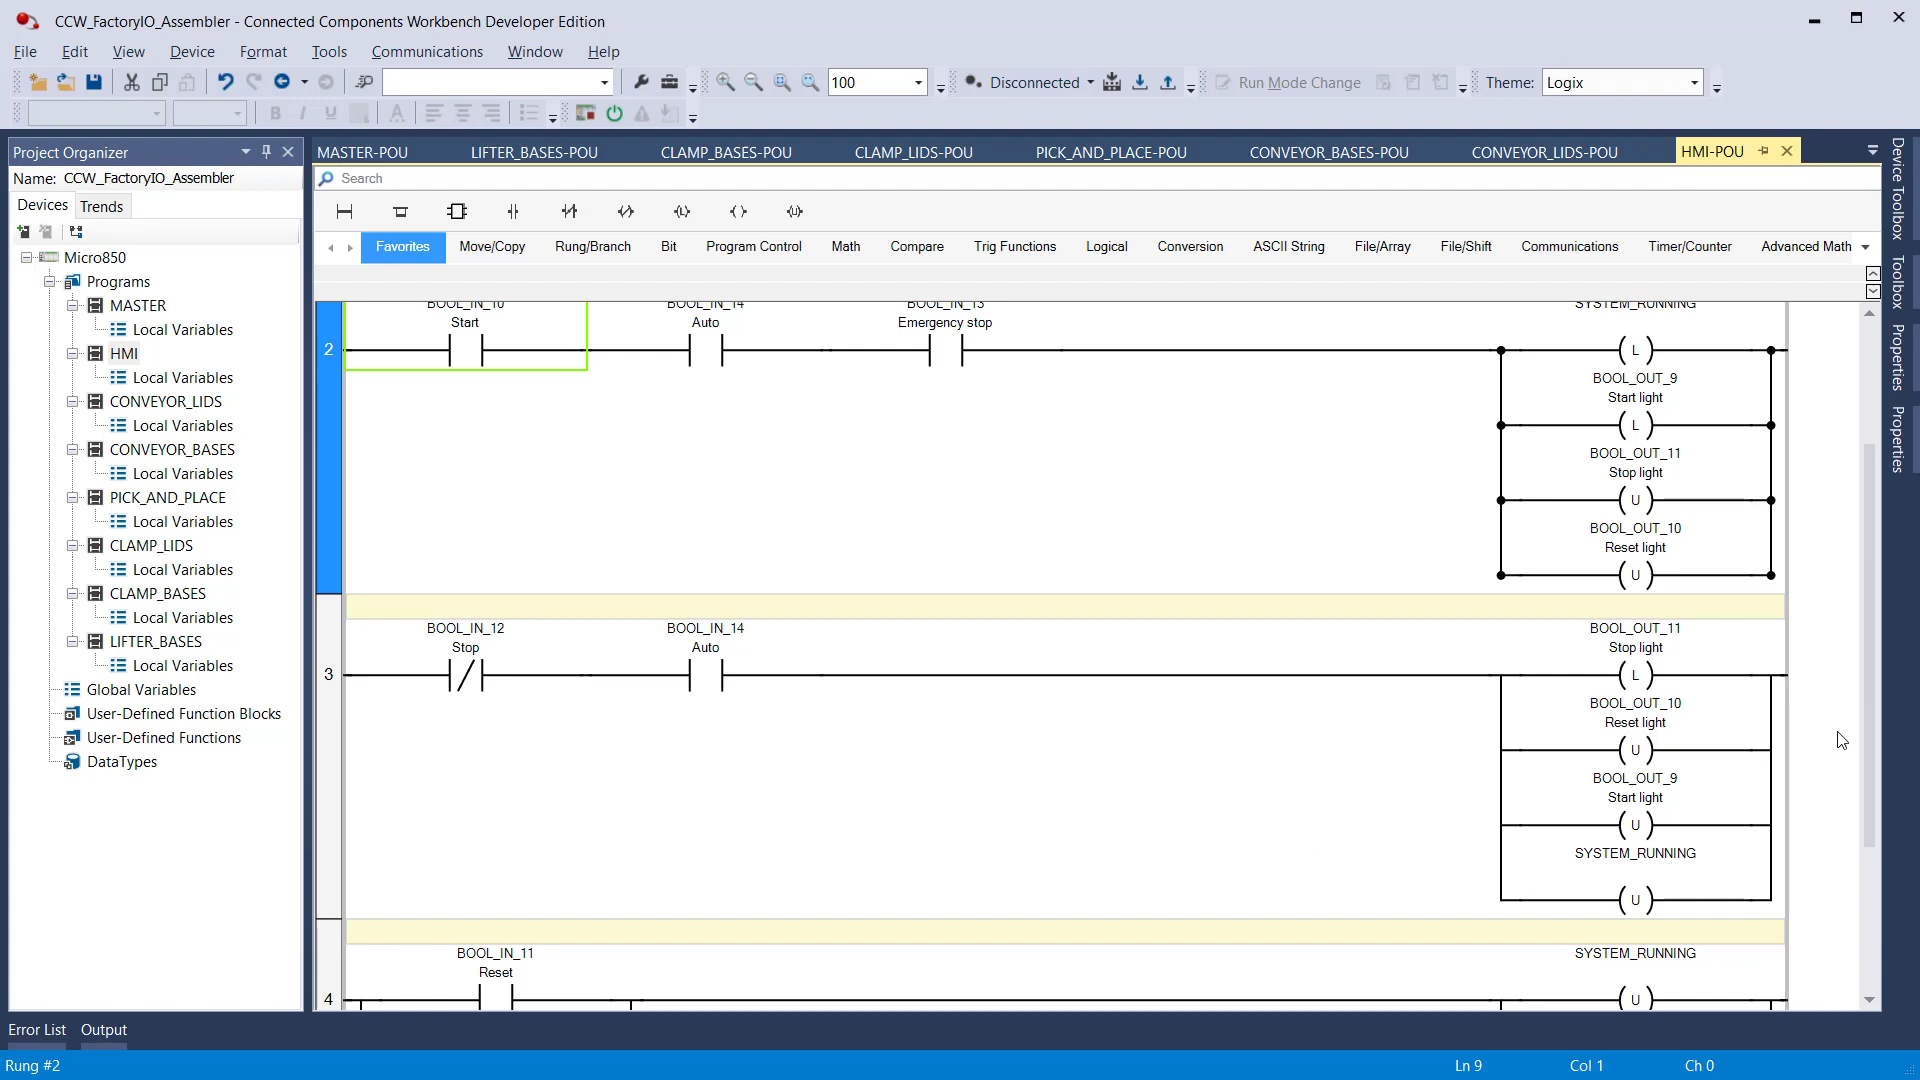 CCW_FactoryIO_Assembler - Connected Components Workbench Developer Edition
File Edit View Device Format Tools Communications Window Help
100 Disconnected Run Mode Change Theme: Logix
B I U A
Project Organizer
Name: CCW_FactoryIO_Assembler
Devices Trends
Micro850
Programs
MASTER
Local Variables
HMI
Local Variables
CONVEYOR_LIDS
Local Variables
CONVEYOR_BASES
Local Variables
PICK_AND_PLACE
Local Variables
CLAMP_LIDS
Local Variables
CLAMP_BASES
Local Variables
LIFTER_BASES
Local Variables
Global Variables
User-Defined Function Blocks
User-Defined Functions
DataTypes
MASTER-POU LIFTER_BASES-POU CLAMP_BASES-POU CLAMP_LIDS-POU PICK_AND_PLACE-POU CONVEYOR_BASES-POU CONVEYOR_LIDS-POU HMI-POU
Search
Favorites Move/Copy Rung/Branch Bit Program Control Math Compare Trig Functions Logical Conversion ASCII String File/Array File/Shift Communications Timer/Counter Advanced Math
BOOL_IN_10 BOOL_IN_14 BOOL_IN_13 SYSTEM_RUNNING
Start Auto Emergency stop
2 L
BOOL_OUT_9
Start light
L
BOOL_OUT_11
Stop light
U
BOOL_OUT_10
Reset light
U
BOOL_IN_12 BOOL_IN_14 BOOL_OUT_11
Stop Auto Stop light
3 L
BOOL_OUT_10
Reset light
U
BOOL_OUT_9
Start light
U
SYSTEM_RUNNING
U
BOOL_IN_11 SYSTEM_RUNNING
Reset
4 U
Device Toolbox
Toolbox
Properties
Properties
Error List Output
Rung #2 Ln 9 Col 1 Ch 0